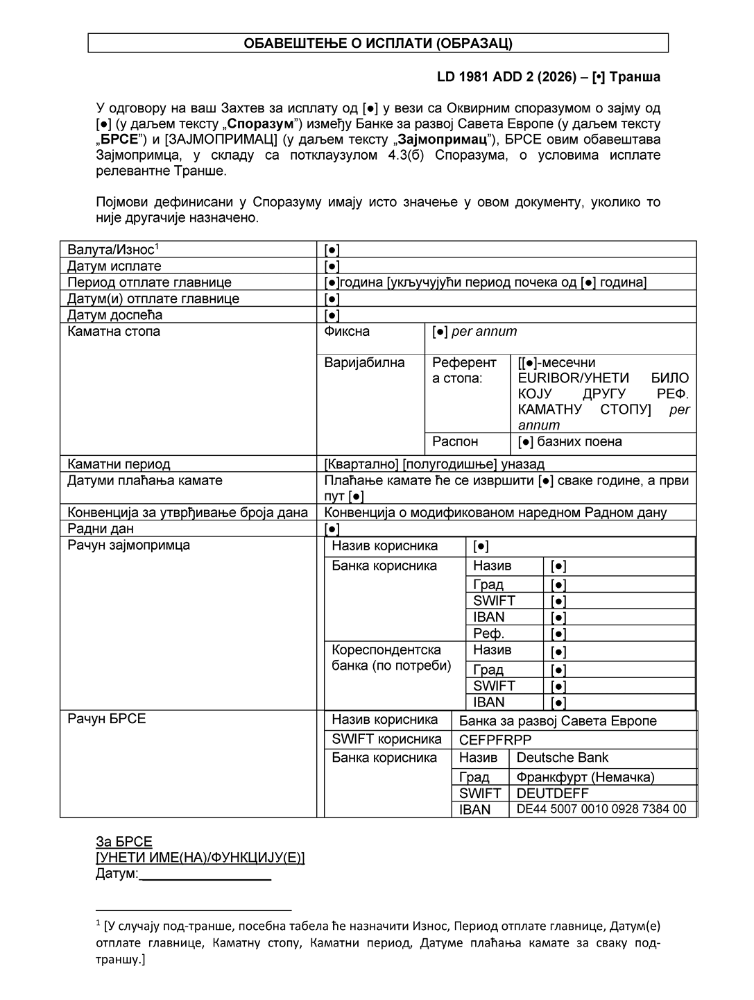 ОБАВЕШТЕЊЕ О ИСПЛАТИ (ОБРАЗАЦ)
LD 1981 ADD 2 (2026) – [•] Транша
У одговору на ваш Захтев за исплату од [●] у вези са Оквирним споразумом о зајму од
[●] (у даљем тексту „Споразум”) између Банке за развој Савета Европе (у даљем тексту
„БРСЕ”) и [ЗАЈМОПРИМАЦ] (у даљем тексту „Зајмопримац”), БРСЕ овим обавештава
Зајмопримца, у складу са потклаузулом 4.3(б) Споразума, о условима исплате
релевантне Транше.
Појмови дефинисани у Споразуму имају исто значење у овом документу, уколико то
није другачије назначено.
Валута/Износ¹ [●]
Датум исплате [●]
Период отплате главнице [●]година [укључујући период почека од [●] година]
Датум(и) отплате главнице [●]
Датум доспећа [●]
Каматна стопа Фиксна [●] per annum
Варијабилна Референт [[●]-месечни
а стопа: EURIBOR/УНЕТИ БИЛО
КОЈУ ДРУГУ РЕФ.
КАМАТНУ СТОПУ] per
annum
Распон [●] базних поена
Каматни период [Квартално] [полугодишње] уназад
Датуми плаћања камате Плаћање камате ће се извршити [●] сваке године, а први
пут [●]
Конвенција за утврђивање броја дана Конвенција о модификованом наредном Радном дану
Радни дан [●]
Рачун зајмопримца Назив корисника [●]
Банка корисника Назив [●]
Град [●]
SWIFT [●]
IBAN [●]
Реф. [●]
Кореспондентска Назив [●]
банка (по потреби)
Град [●]
SWIFT [●]
IBAN [●]
Рачун БРСЕ Назив корисника Банка за развој Савета Европе
SWIFT корисника CEFPFRPP
Банка корисника Назив Deutsche Bank
Град Франкфурт (Немачка)
SWIFT DEUTDEFF
IBAN DE44 5007 0010 0928 7384 00
За БРСЕ
[УНЕТИ ИМЕ(НА)/ФУНКЦИЈУ(Е)]
Датум:_________________
¹ [У случају под-транше, посебна табела ће назначити Износ, Период отплате главнице, Датум(е)
отплате главнице, Каматну стопу, Каматни период, Датуме плаћања камате за сваку под-
траншу.]